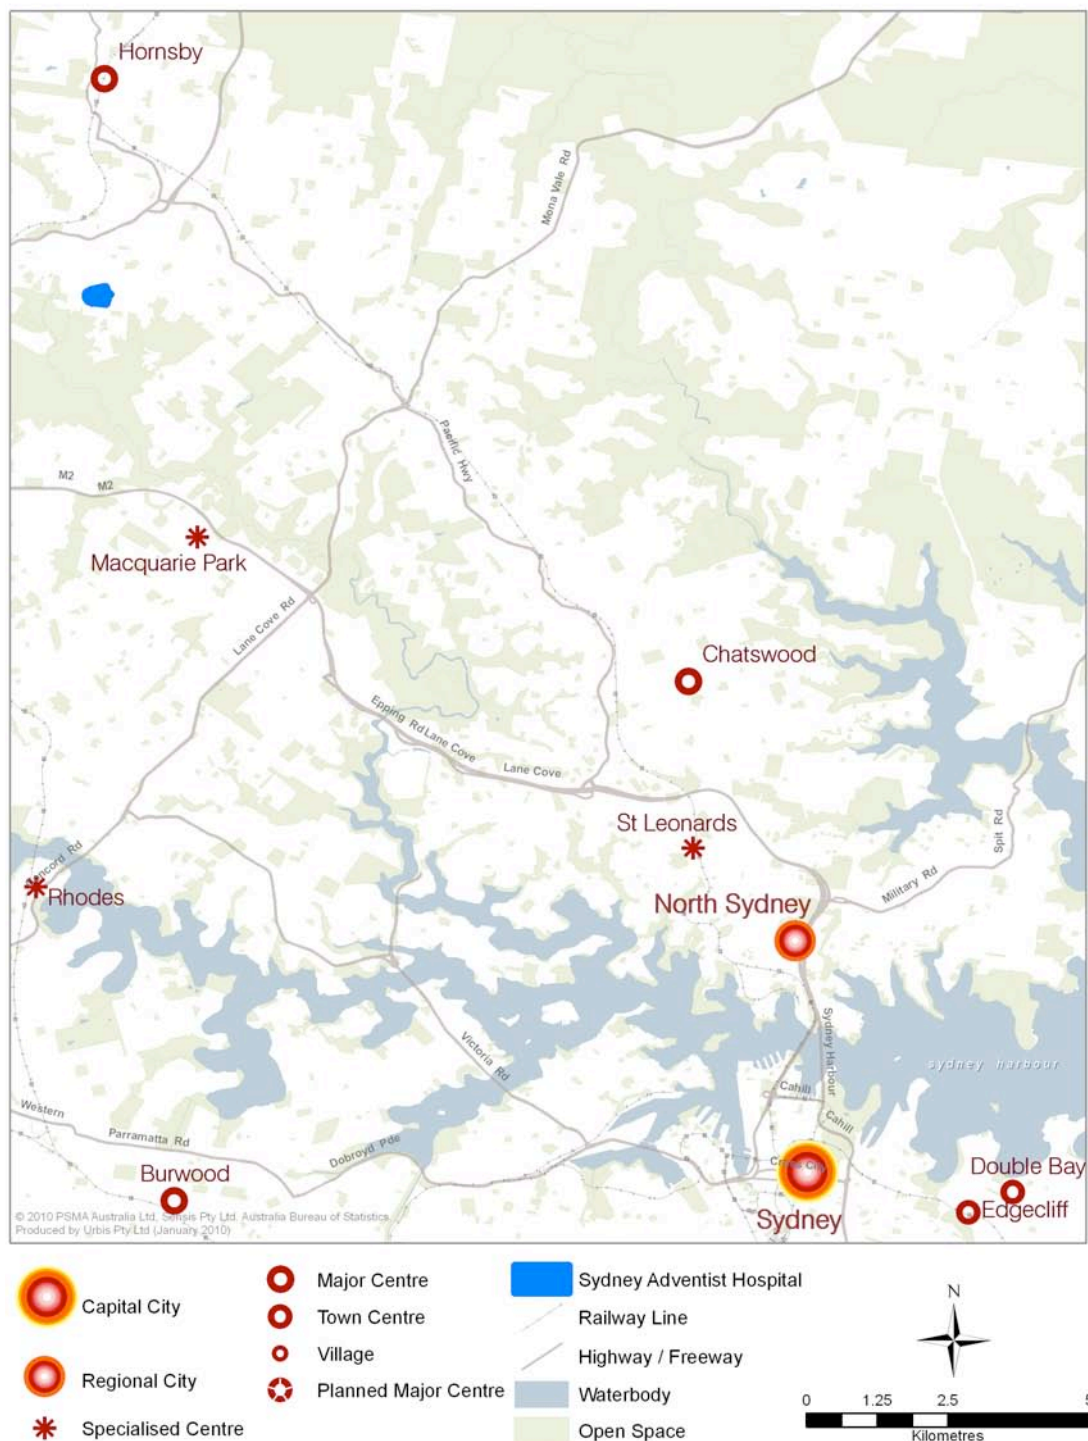 Hornsby
Mona Vale Rd
Pacific Hwy
M2
M2
Macquarie Park
Lane Cove Rd
Chatswood
Epping Rd
Lane Cove
Lane Cove
St Leonards
Spit Rd
Military Rd
Rhodes
North Sydney
Sydney Harbour
sydney harbour
Victoria Rd
Cahill
Cahill
Western
Parramatta Rd
Dobroyd Pde
Burwood
Cross City
Sydney
Double Bay
Edgecliff
© 2010 PSMA Australia Ltd, Sensis Pty Ltd, Australia Bureau of Statistics.
Produced by Urbis Pty Ltd (January 2010)
Capital City
Regional City
Specialised Centre
Major Centre
Town Centre
Village
Planned Major Centre
Sydney Adventist Hospital
Railway Line
Highway / Freeway
Waterbody
Open Space
N
0 1.25 2.5 5
Kilometres